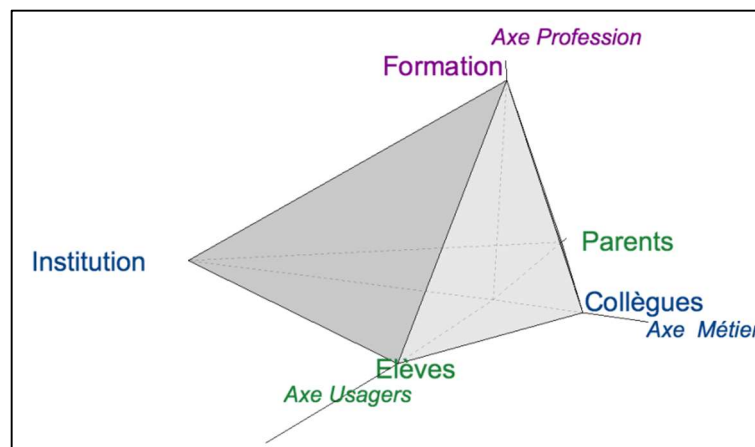 Axe Profession
Formation
Institution
Parents
Collègues
Axe Métier
Elèves
Axe Usagers